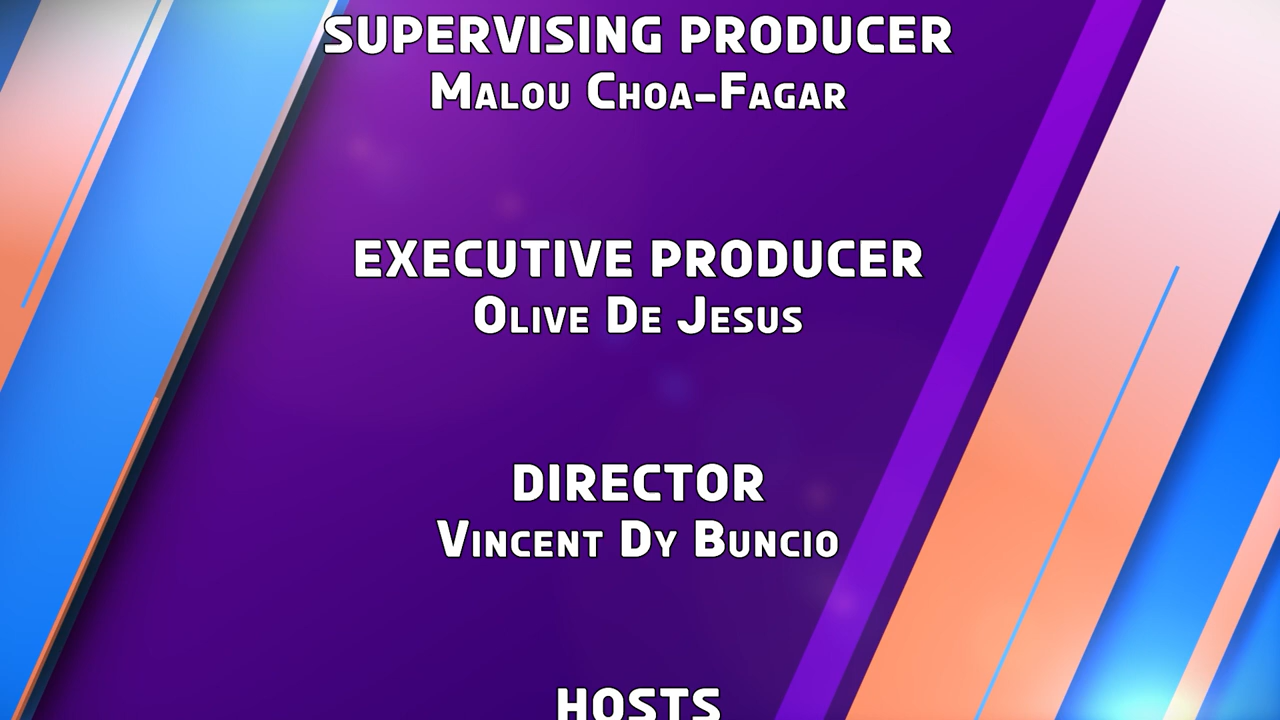 SUPERVISING PRODUCER
Malou Choa-Fagar
EXECUTIVE PRODUCER
Olive De Jesus
DIRECTOR
Vincent Dy Buncio
HOSTS